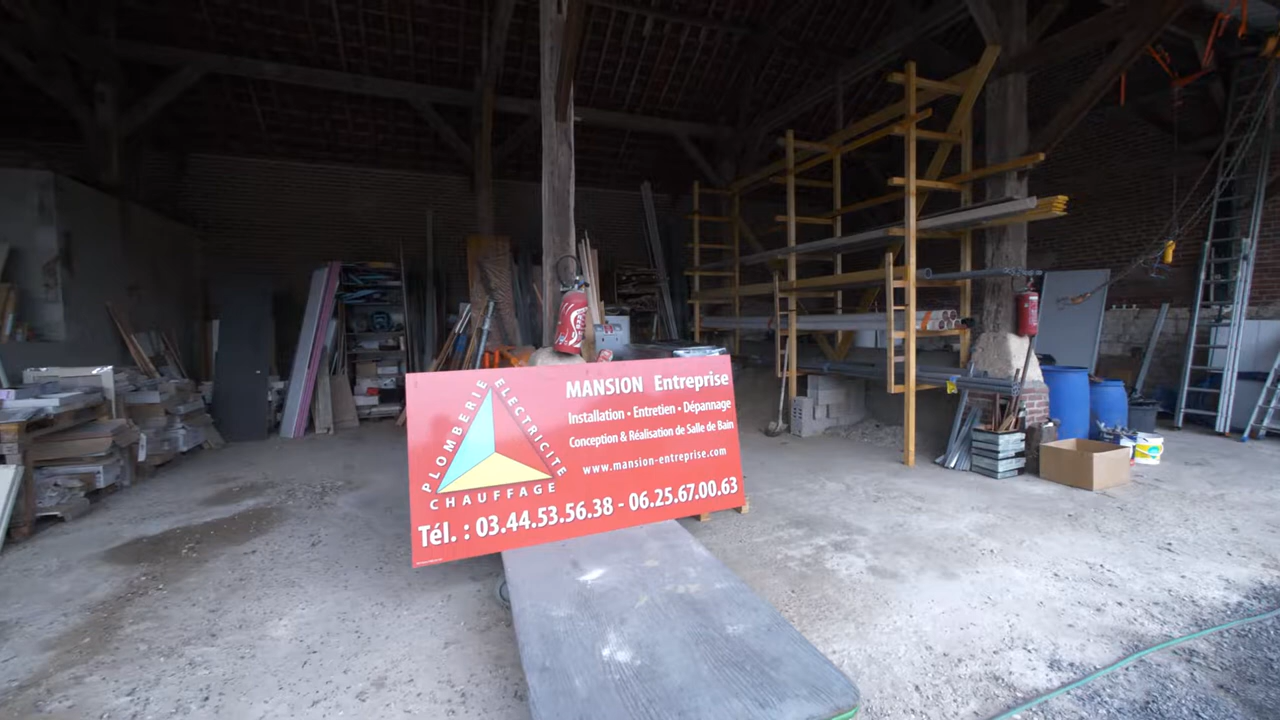 PLOMBERIE
ELECTRICITE
CHAUFFAGE
MANSION Entreprise
Installation • Entretien • Dépannage
Conception & Réalisation de Salle de Bain
www.mansion-entreprise.com
Tél. : 03.44.53.56.38 - 06.25.67.00.63